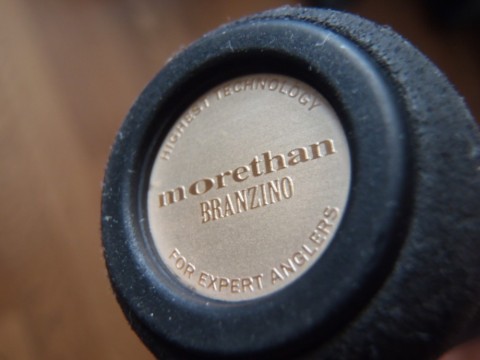 HIGHEST TECHNOLOGY
morethan
BRANZINO
FOR EXPERT ANGLERS